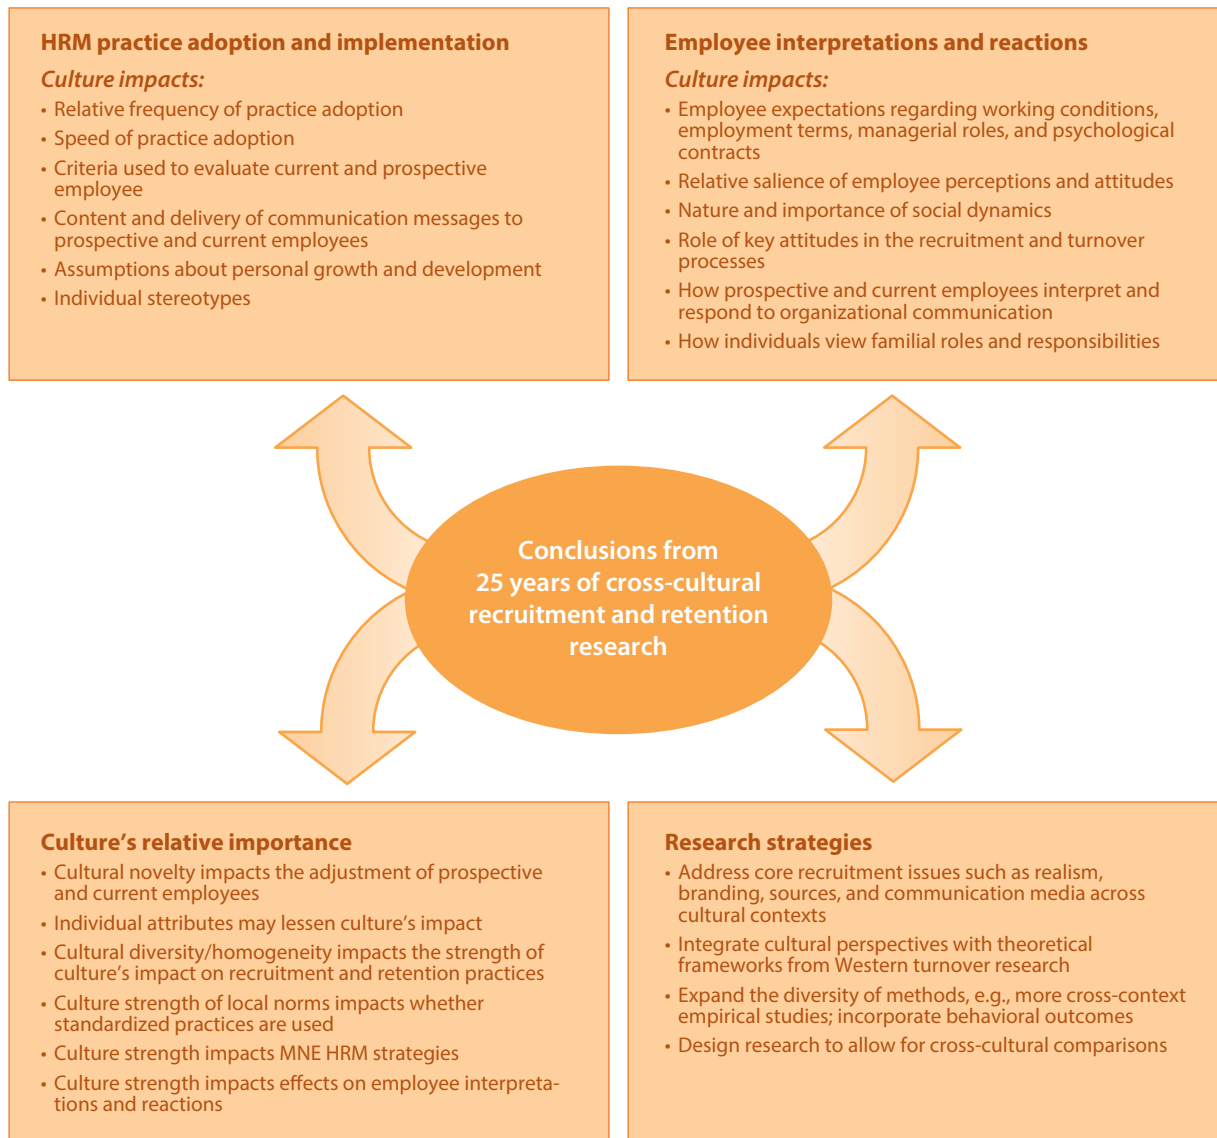 HRM practice adoption and implementation
Culture impacts:
• Relative frequency of practice adoption
• Speed of practice adoption
• Criteria used to evaluate current and prospective
employee
• Content and delivery of communication messages to
prospective and current employees
• Assumptions about personal growth and development
• Individual stereotypes
Employee interpretations and reactions
Culture impacts:
• Employee expectations regarding working conditions,
employment terms, managerial roles, and psychological
contracts
• Relative salience of employee perceptions and attitudes
• Nature and importance of social dynamics
• Role of key attitudes in the recruitment and turnover
processes
• How prospective and current employees interpret and
respond to organizational communication
• How individuals view familial roles and responsibilities
Conclusions from
25 years of cross-cultural
recruitment and retention
research
Culture’s relative importance
• Cultural novelty impacts the adjustment of prospective
and current employees
• Individual attributes may lessen culture’s impact
• Cultural diversity/homogeneity impacts the strength of
culture’s impact on recruitment and retention practices
• Culture strength of local norms impacts whether
standardized practices are used
• Culture strength impacts MNE HRM strategies
• Culture strength impacts effects on employee interpreta-
tions and reactions
Research strategies
• Address core recruitment issues such as realism,
branding, sources, and communication media across
cultural contexts
• Integrate cultural perspectives with theoretical
frameworks from Western turnover research
• Expand the diversity of methods, e.g., more cross-context
empirical studies; incorporate behavioral outcomes
• Design research to allow for cross-cultural comparisons